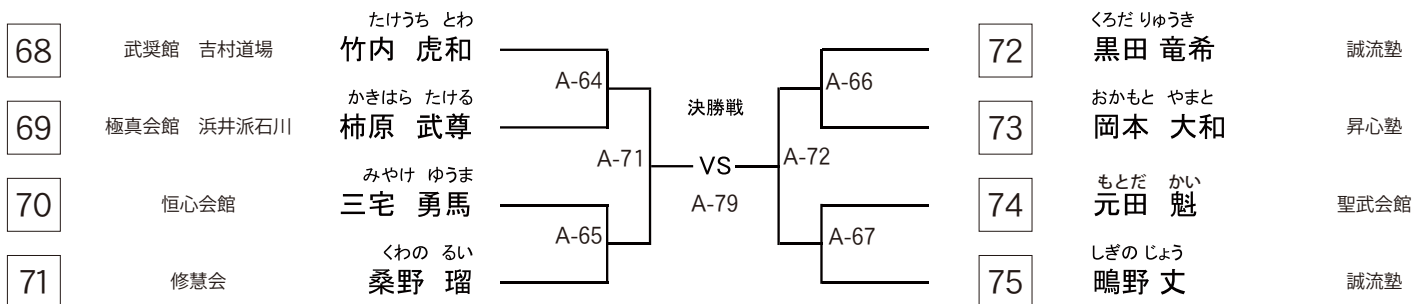 たけうち とわ
68 武奨館 吉村道場 竹内 虎和
かきはら たける
69 極真会館 浜井派石川 柿原 武尊
みやけ ゆうま
70 恒心会館 三宅 勇馬
くわの るい
71 修慧会 桑野 瑠
A-64
A-65
A-71
決勝戦
VS
A-79
A-72
A-66
A-67
くろだ りゅうき
72 黒田 竜希 誠流塾
おかもと やまと
73 岡本 大和 昇心塾
もとだ かい
74 元田 魁 聖武会館
しぎの じょう
75 鴫野 丈 誠流塾